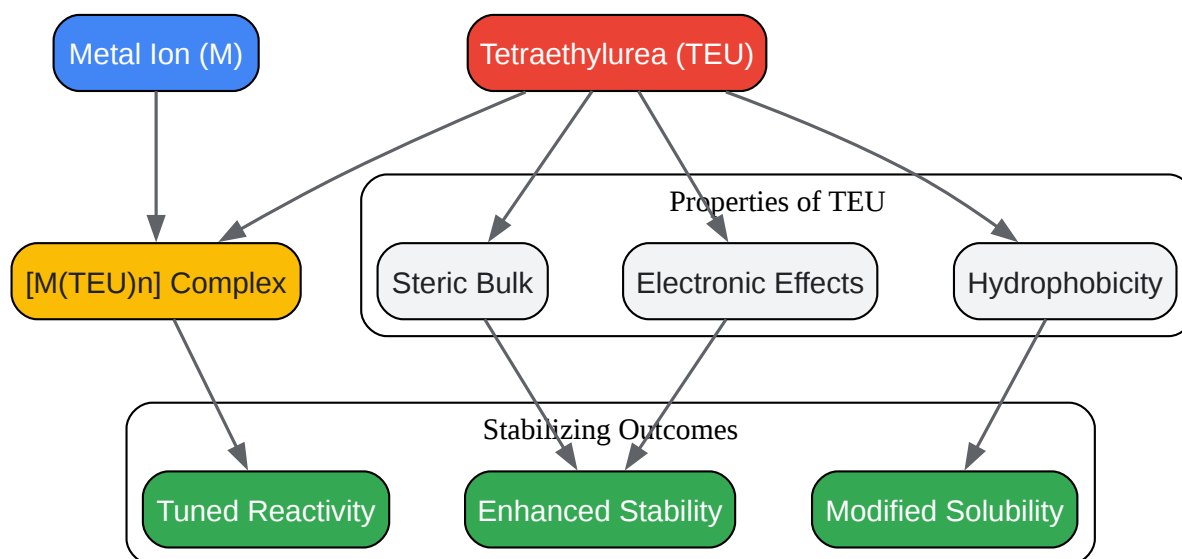 Metal Ion (M)
Tetraethylurea (TEU)
Properties of TEU
[M(TEU)n] Complex
Steric Bulk
Electronic Effects
Hydrophobicity
Stabilizing Outcomes
Tuned Reactivity
Enhanced Stability
Modified Solubility